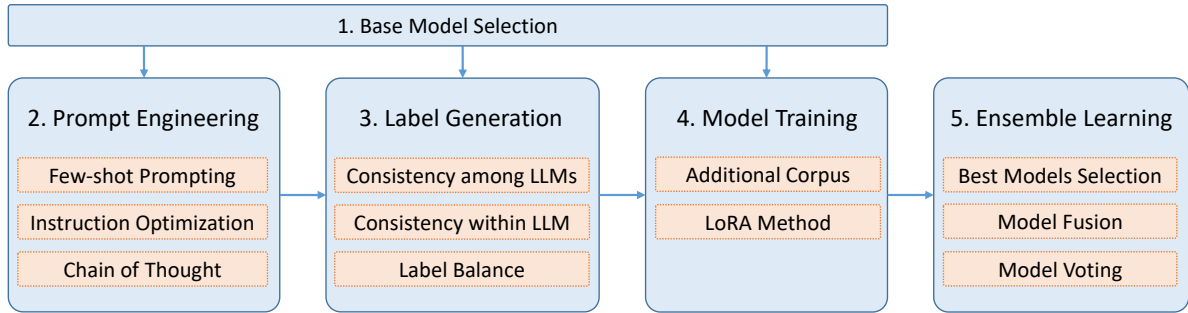 1. Base Model Selection
2. Prompt Engineering
Few-shot Prompting
Instruction Optimization
Chain of Thought
3. Label Generation
Consistency among LLMs
Consistency within LLM
Label Balance
4. Model Training
Additional Corpus
LoRA Method
5. Ensemble Learning
Best Models Selection
Model Fusion
Model Voting